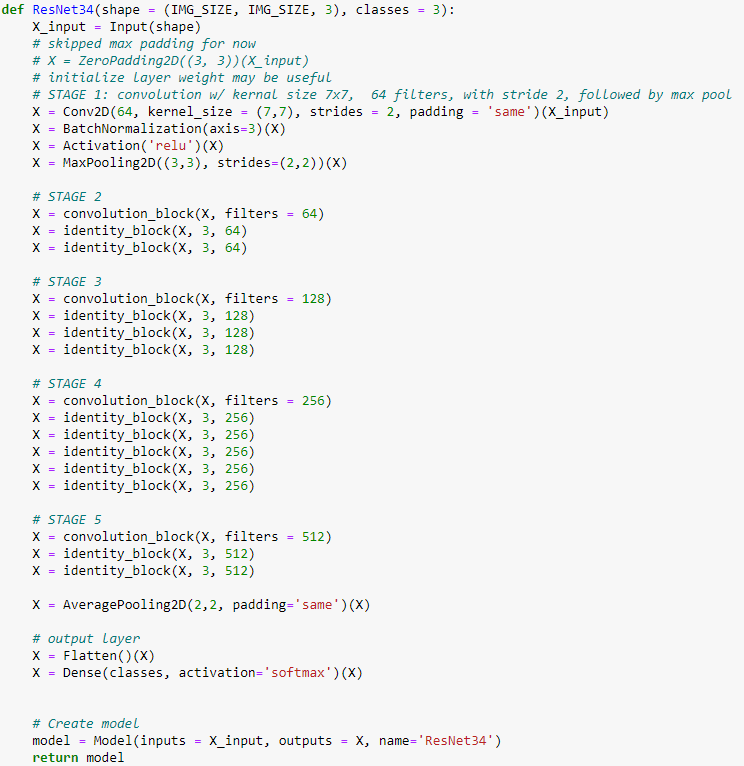 def ResNet34(shape = (IMG_SIZE, IMG_SIZE, 3), classes = 3):
    X_input = Input(shape)
    # skipped max padding for now
    # X = ZeroPadding2D((3, 3))(X_input)
    # initialize layer weight may be useful
    # STAGE 1: convolution w/ kernal size 7x7,  64 filters, with stride 2, followed by max pool
    X = Conv2D(64, kernel_size = (7,7), strides = 2, padding = 'same')(X_input)
    X = BatchNormalization(axis=3)(X)
    X = Activation('relu')(X)
    X = MaxPooling2D((3,3), strides=(2,2))(X)

    # STAGE 2
    X = convolution_block(X, filters = 64)
    X = identity_block(X, 3, 64)
    X = identity_block(X, 3, 64)

    # STAGE 3
    X = convolution_block(X, filters = 128)
    X = identity_block(X, 3, 128)
    X = identity_block(X, 3, 128)
    X = identity_block(X, 3, 128)

    # STAGE 4
    X = convolution_block(X, filters = 256)
    X = identity_block(X, 3, 256)
    X = identity_block(X, 3, 256)
    X = identity_block(X, 3, 256)
    X = identity_block(X, 3, 256)
    X = identity_block(X, 3, 256)

    # STAGE 5
    X = convolution_block(X, filters = 512)
    X = identity_block(X, 3, 512)
    X = identity_block(X, 3, 512)

    X = AveragePooling2D(2,2, padding='same')(X)

    # output layer
    X = Flatten()(X)
    X = Dense(classes, activation='softmax')(X)


    # Create model
    model = Model(inputs = X_input, outputs = X, name='ResNet34')
    return model